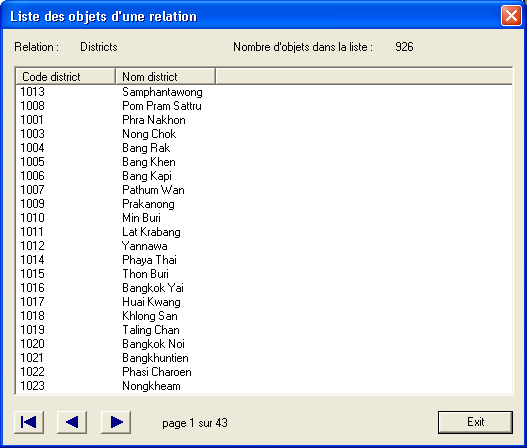 Liste des objets d'une relation
Relation : Districts Nombre d'objets dans la liste : 926
Code district Nom district
1013 Samphantawong
1008 Pom Pram Sattru
1001 Phra Nakhon
1003 Nong Chok
1004 Bang Rak
1005 Bang Khen
1006 Bang Kapi
1007 Pathum Wan
1009 Prakanong
1010 Min Buri
1011 Lat Krabang
1012 Yannawa
1014 Phaya Thai
1015 Thon Buri
1016 Bangkok Yai
1017 Huai Kwang
1018 Khlong San
1019 Taling Chan
1020 Bangkok Noi
1021 Bangkhuntien
1022 Phasi Charoen
1023 Nongkheam
page 1 sur 43 Exit